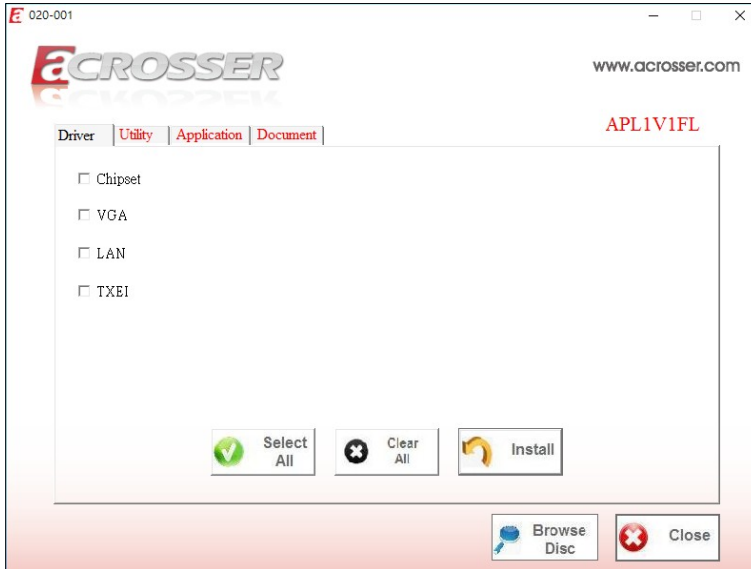 020-001
acrosser
www.acrosser.com
APL1V1FL
Driver Utility Application Document
Chipset
VGA
LAN
TXEI
Select All
Clear All
Install
Browse Disc
Close